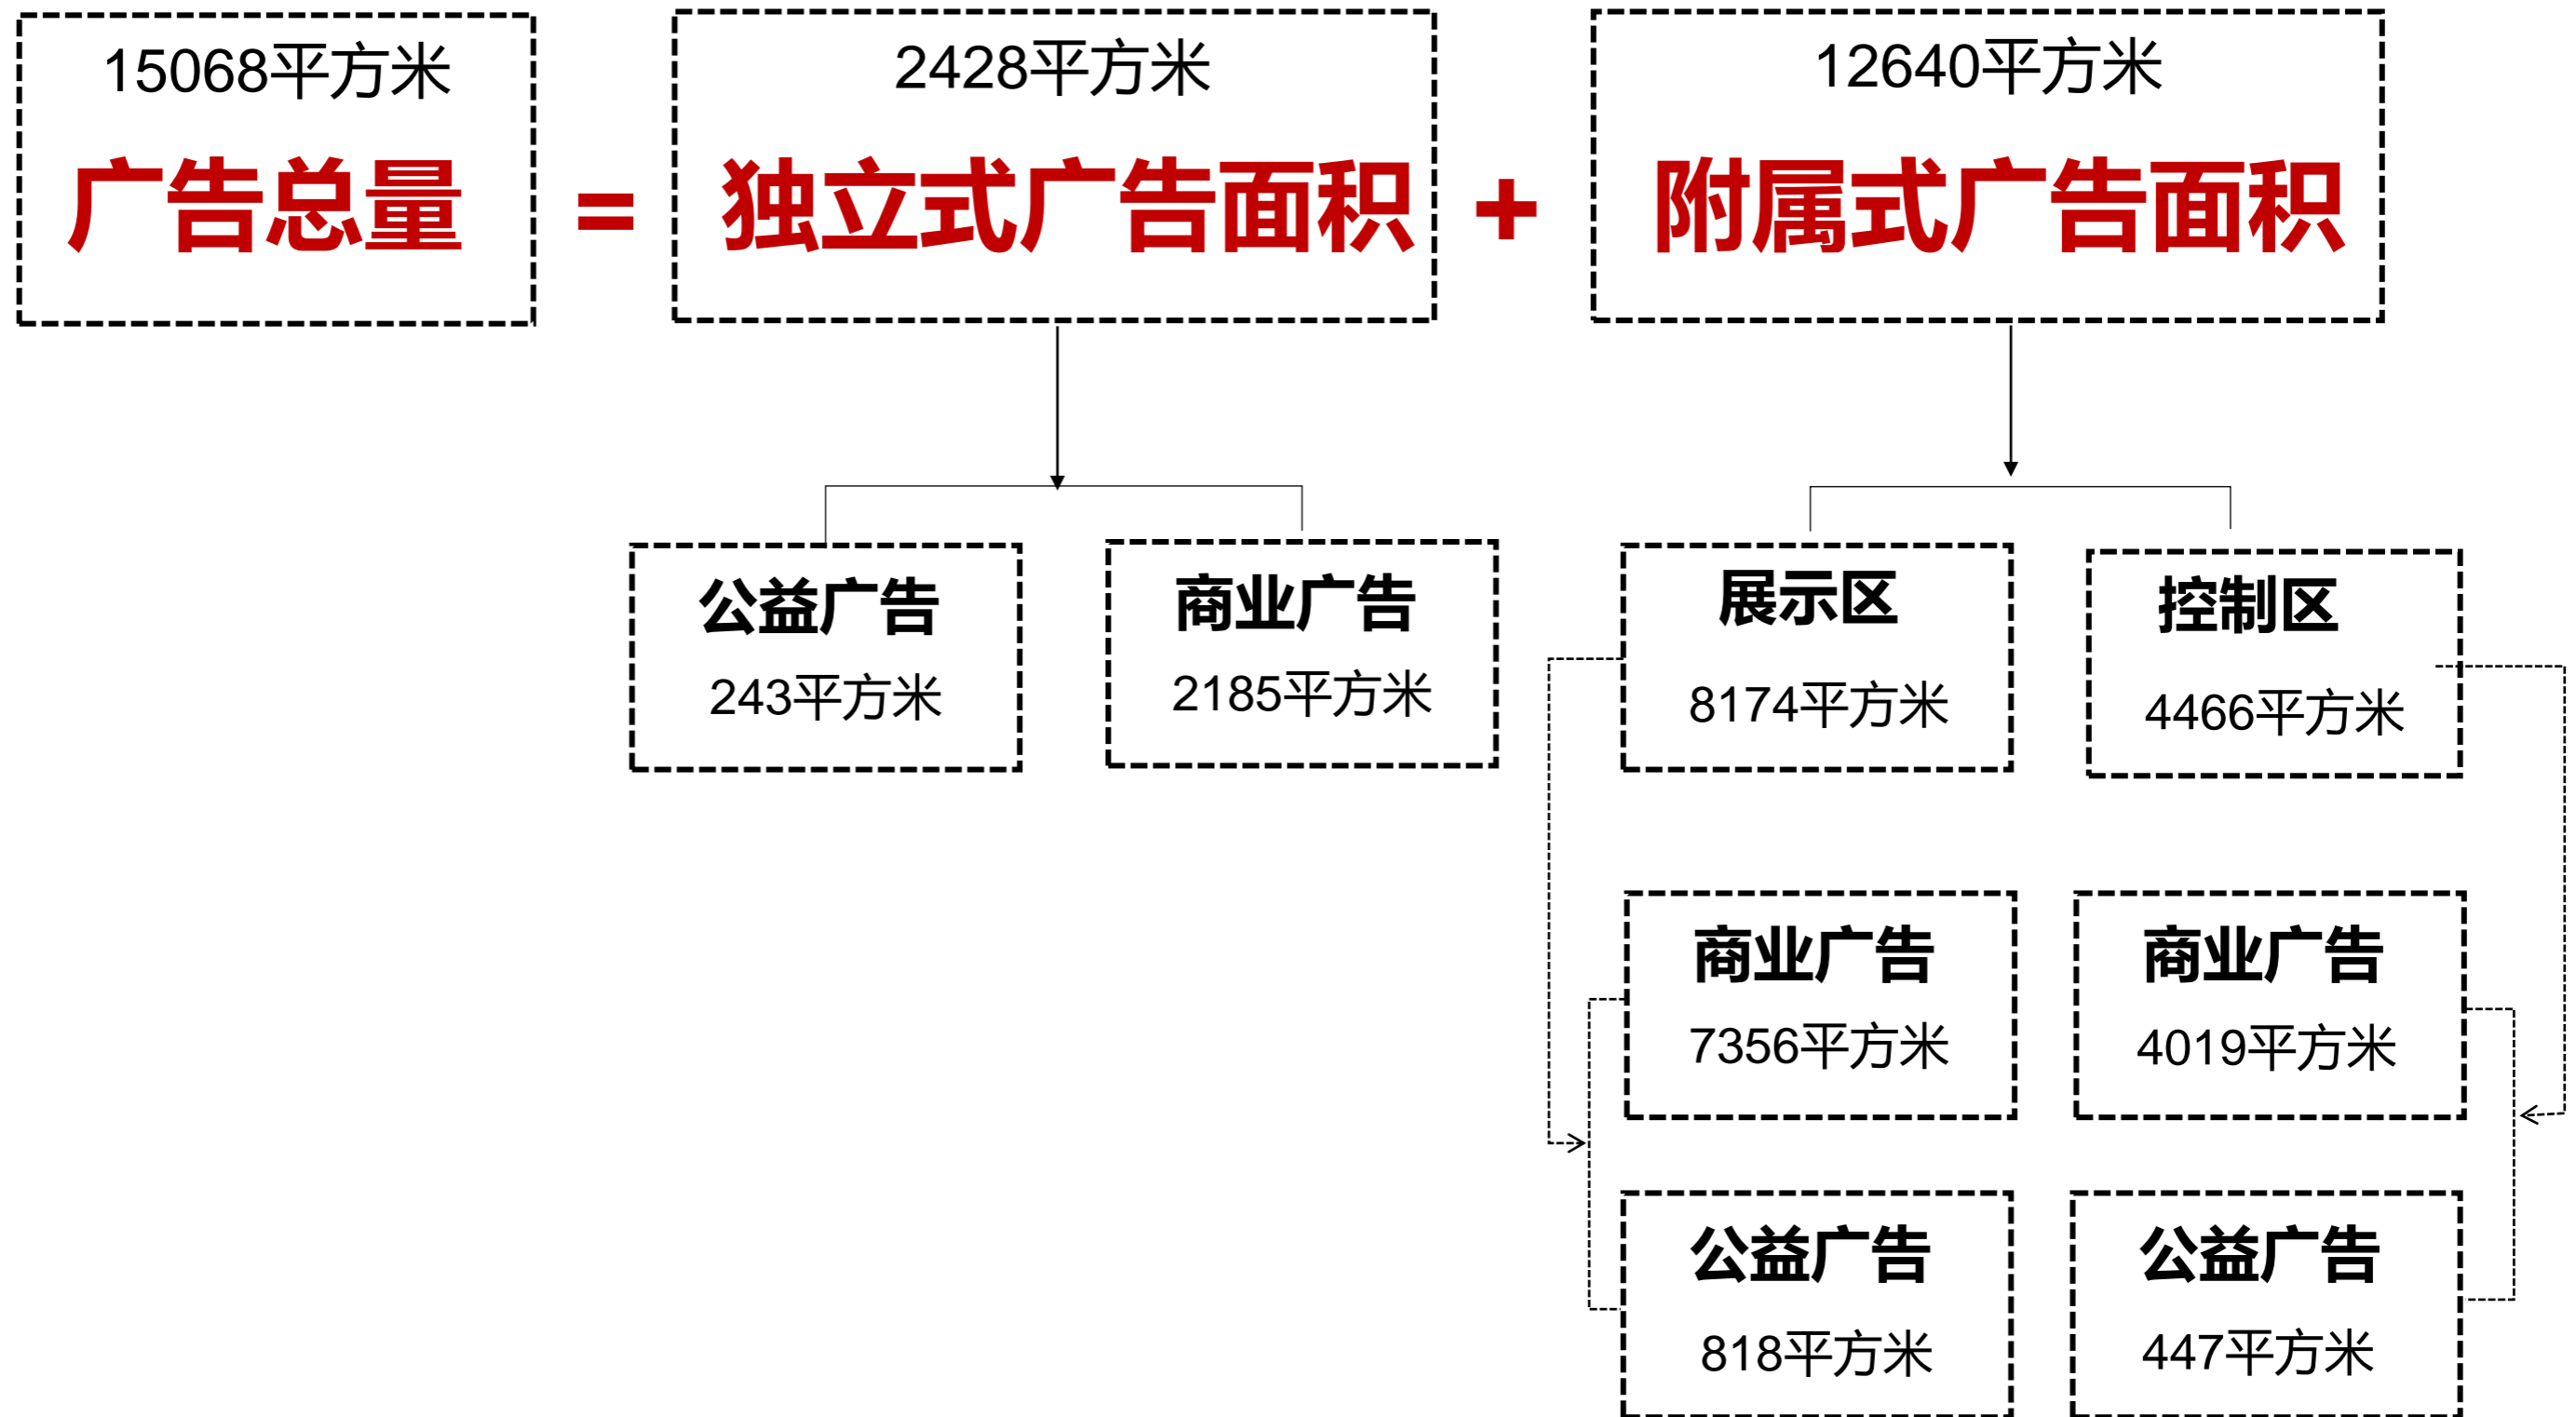 15068平方米
广告总量
=
2428平方米
独立式广告面积
+
12640平方米
附属式广告面积
公益广告
243平方米
商业广告
2185平方米
展示区
8174平方米
控制区
4466平方米
商业广告
7356平方米
商业广告
4019平方米
公益广告
818平方米
公益广告
447平方米